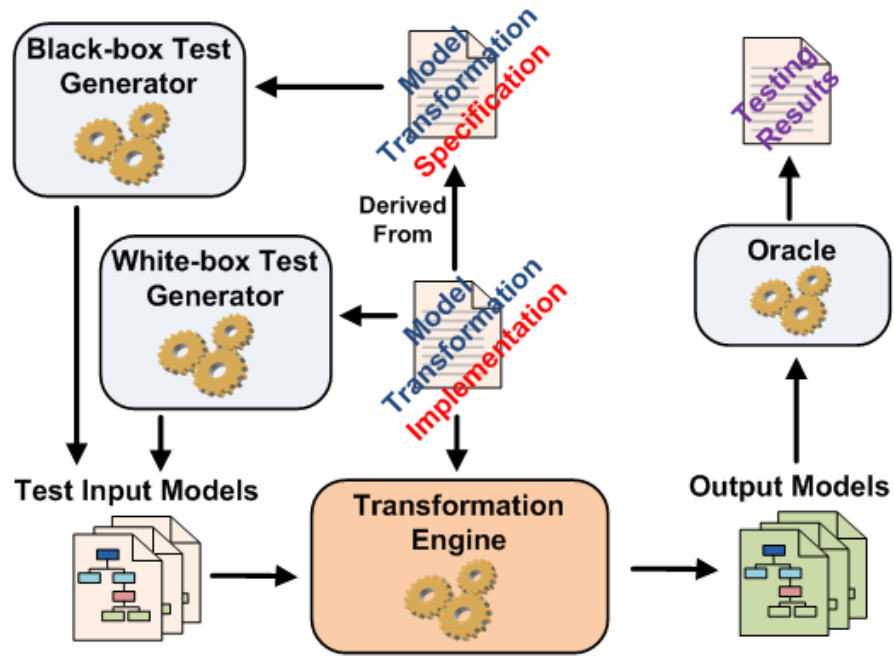 Black-box Test
Generator
Model
Transformation
Specification
Testing
Results
Derived
From
White-box Test
Generator
Model
Transformation
Implementation
Oracle
Test Input Models
Transformation
Engine
Output Models